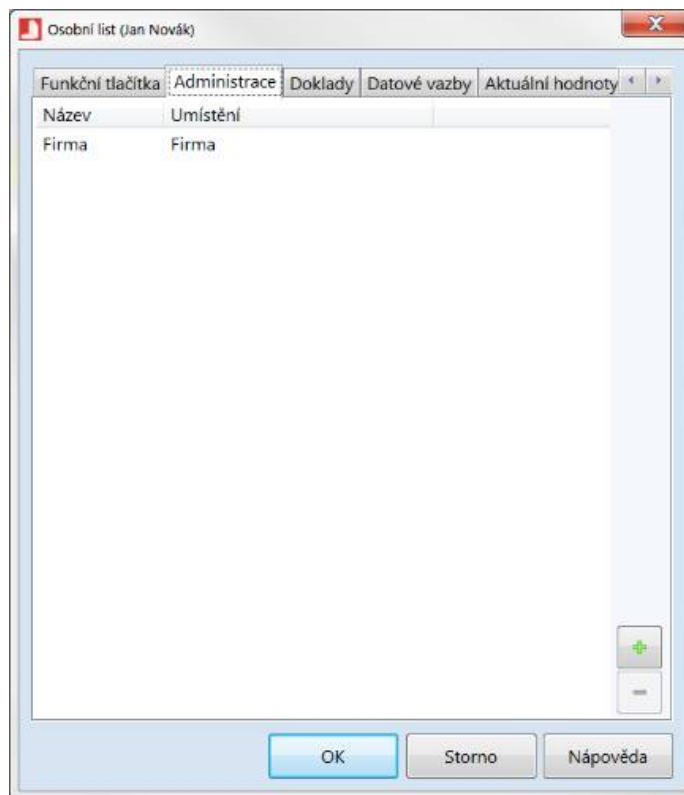 Osobní list (Jan Novák)
Funkční tlačítka Administrace Doklady Datové vazby Aktuální hodnoty
Název Umístění
Firma Firma
OK Storno Nápověda